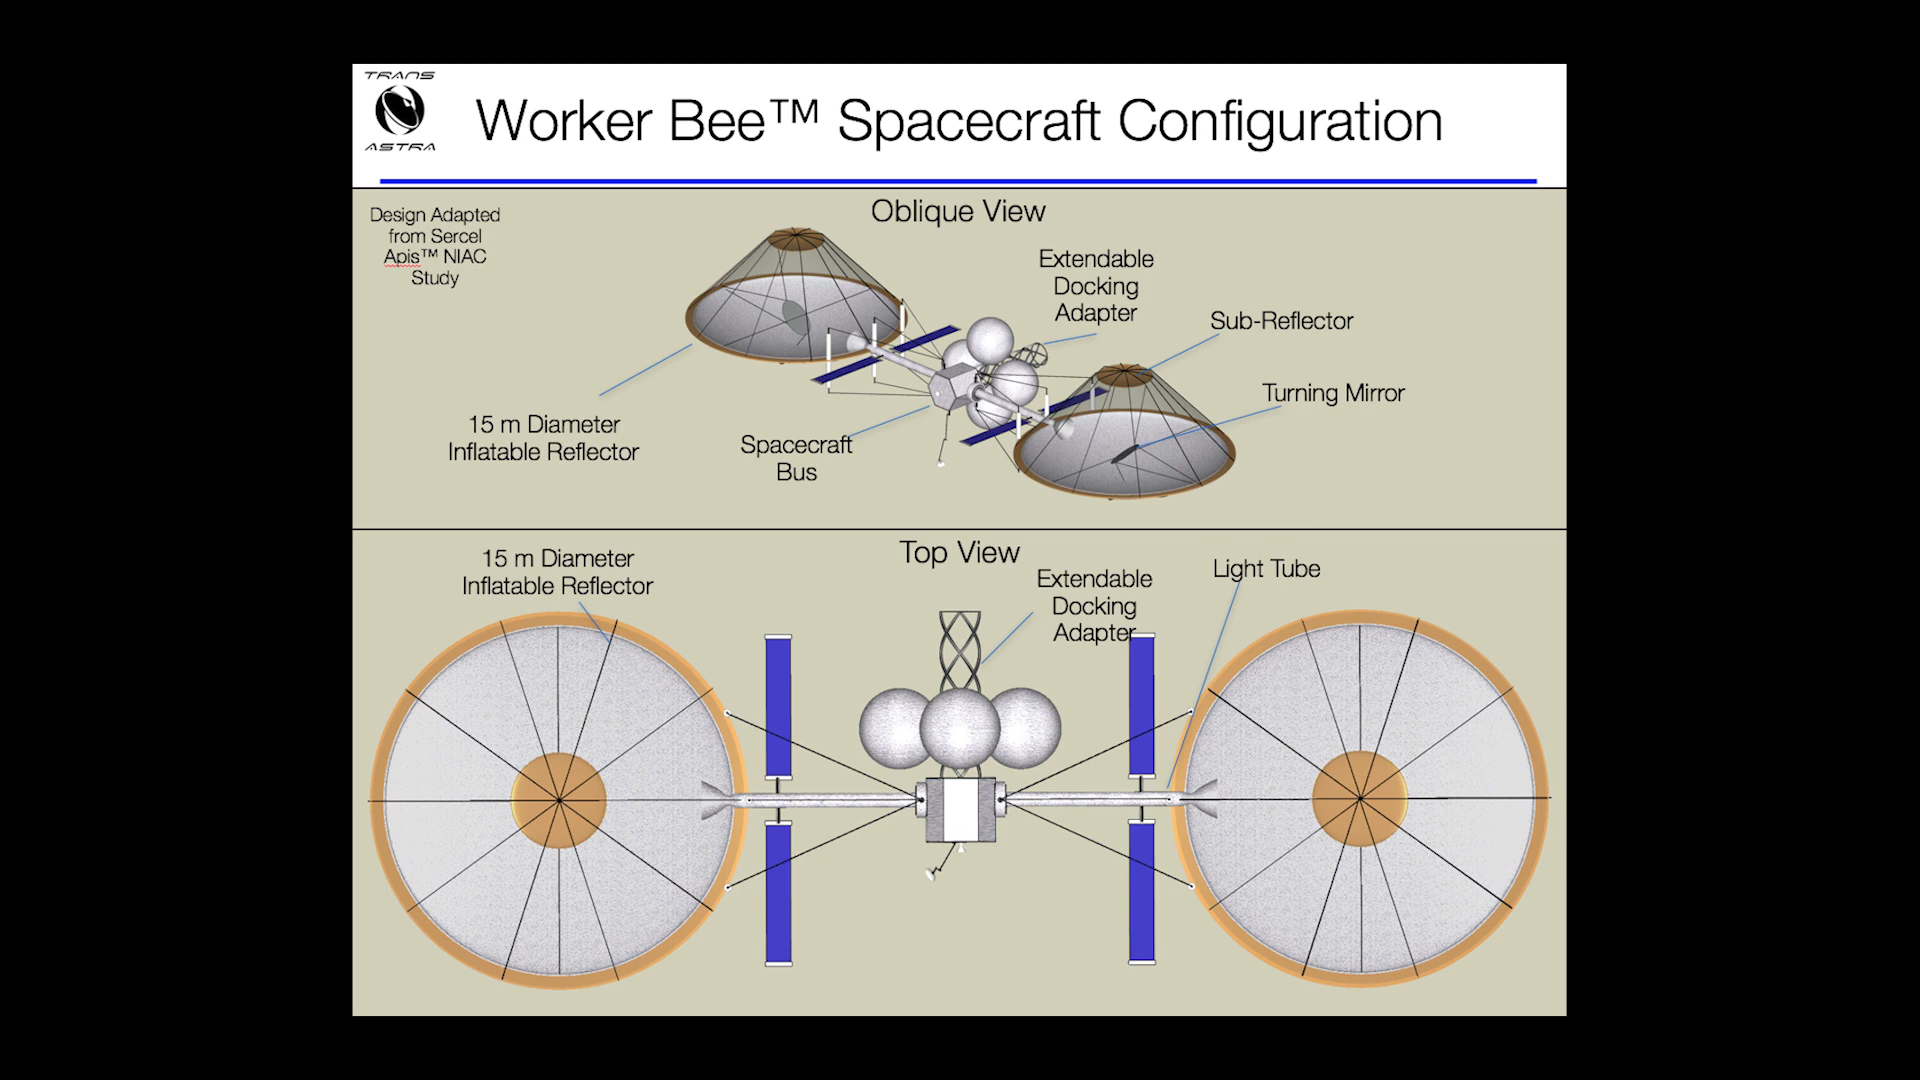 TRANS
ASTRA
Worker Bee™ Spacecraft Configuration
Design Adapted
from Sercel
Apis™ NIAC
Study
Oblique View
Extendable
Docking
Adapter
Sub-Reflector
Turning Mirror
15 m Diameter
Inflatable Reflector
Spacecraft
Bus
Top View
15 m Diameter
Inflatable Reflector
Extendable
Docking
Adapter
Light Tube